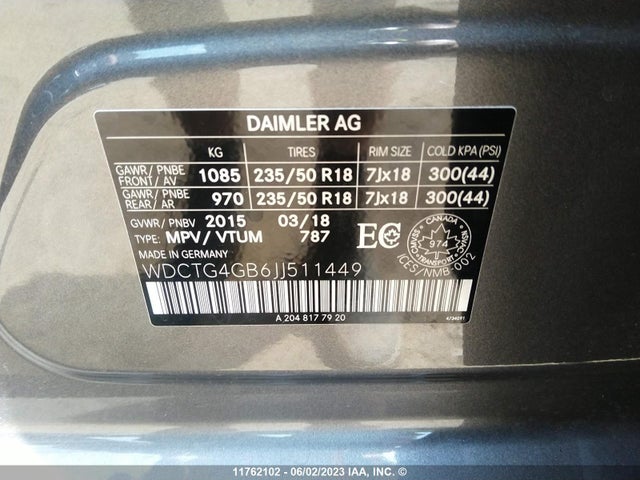 DAIMLER AG
KG TIRES RIM SIZE COLD KPA (PSI)
GAWR / PNBE FRONT / AV 1085 235/50 R18 7Jx18 300(44)
GAWR / PNBE REAR / AR 970 235/50 R18 7Jx18 300(44)
GVWR / PNBV 2015 03/18
TYPE: MPV / VTUM 787
MADE IN GERMANY
EC
CANADA
974
TRANSPORT
ICES/NMB-002
WDCTG4GB6JJ511449
A 204 817 79 20
11762102 - 06/02/2023 IAA, INC. ©